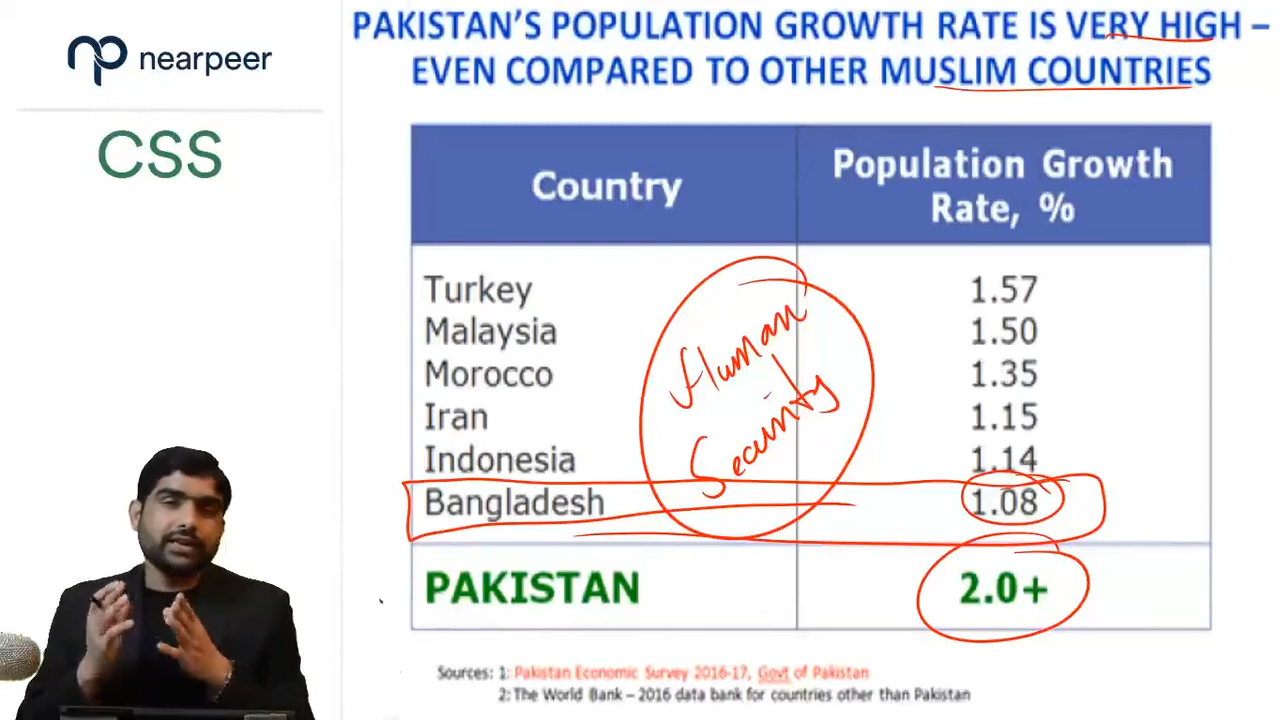 nearpeer
CSS
PAKISTAN'S POPULATION GROWTH RATE IS VERY HIGH –
EVEN COMPARED TO OTHER MUSLIM COUNTRIES
Country
Population Growth
Rate, %
Turkey 1.57
Malaysia 1.50
Morocco 1.35
Iran 1.15
Indonesia 1.14
Bangladesh 1.08
PAKISTAN 2.0+
Human
Security
Sources: 1: Pakistan Economic Survey 2016-17, Govt of Pakistan
2: The World Bank – 2016 data bank for countries other than Pakistan